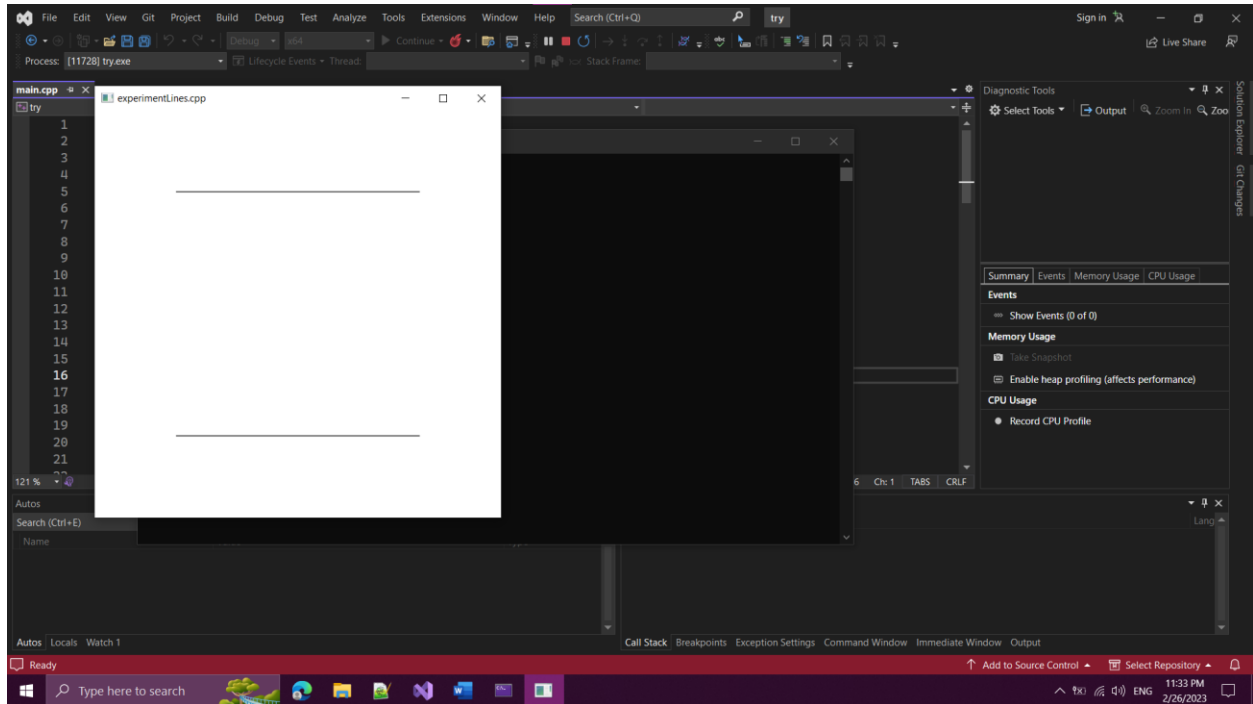 File Edit View Git Project Build Debug Test Analyze Tools Extensions Window Help Search (Ctrl+Q) try Sign in
Debug x64 Continue Live Share
Process: [11728] try.exe Lifecycle Events Thread: Stack Frame:
main.cpp
try
experimentLines.cpp
1
2
3
4
5
6
7
8
9
10
11
12
13
14
15
16
17
18
19
20
21
121 % Ch: 1 TABS CRLF
Diagnostic Tools
Select Tools Output Zoom In Zoo
Summary Events Memory Usage CPU Usage
Events
Show Events (0 of 0)
Memory Usage
Take Snapshot
Enable heap profiling (affects performance)
CPU Usage
Record CPU Profile
Solution Explorer
Git Changes
Autos
Search (Ctrl+E) Lang
Name
Autos Locals Watch 1
Call Stack Breakpoints Exception Settings Command Window Immediate Window Output
Ready Add to Source Control Select Repository
Type here to search ENG 11:33 PM
2/26/2023